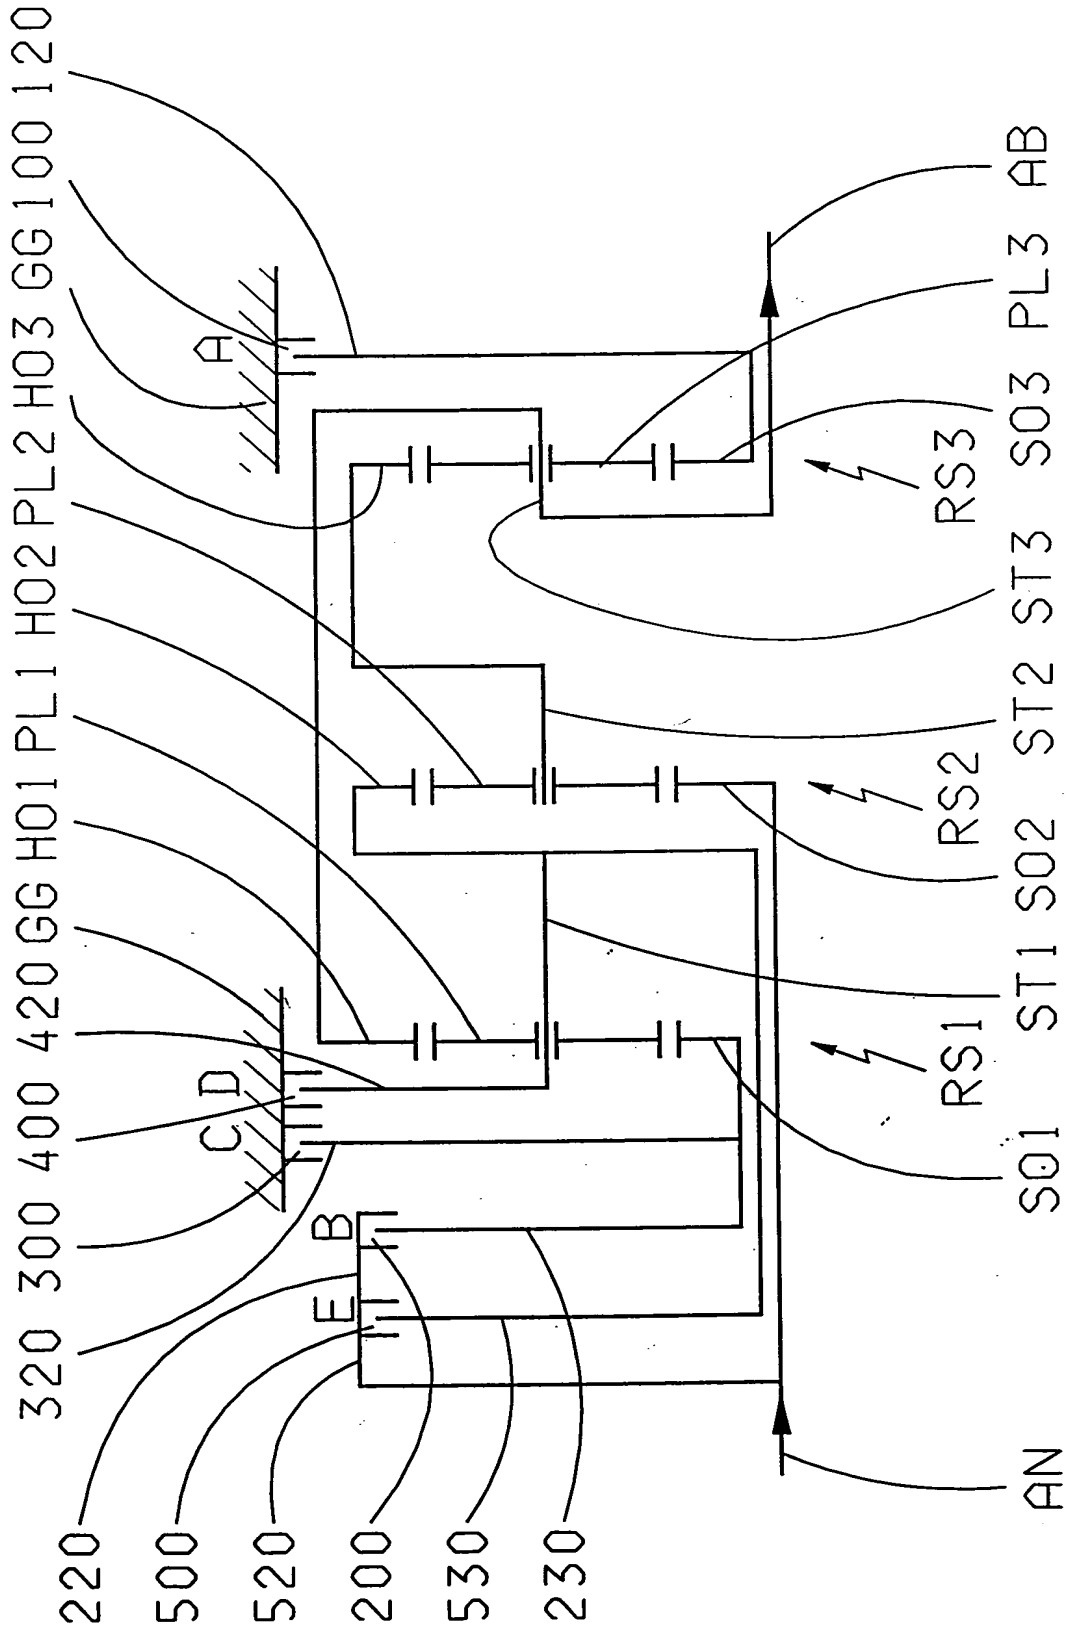 320 300 400 420 GG HO1 PL1 HO2 PL2 HO3 GG 100 120
220
500
C D A
520
E B
200
530
230
RS1 RS2 RS3
AN SO1 ST1 SO2 ST2 ST3 SO3 PL3 AB